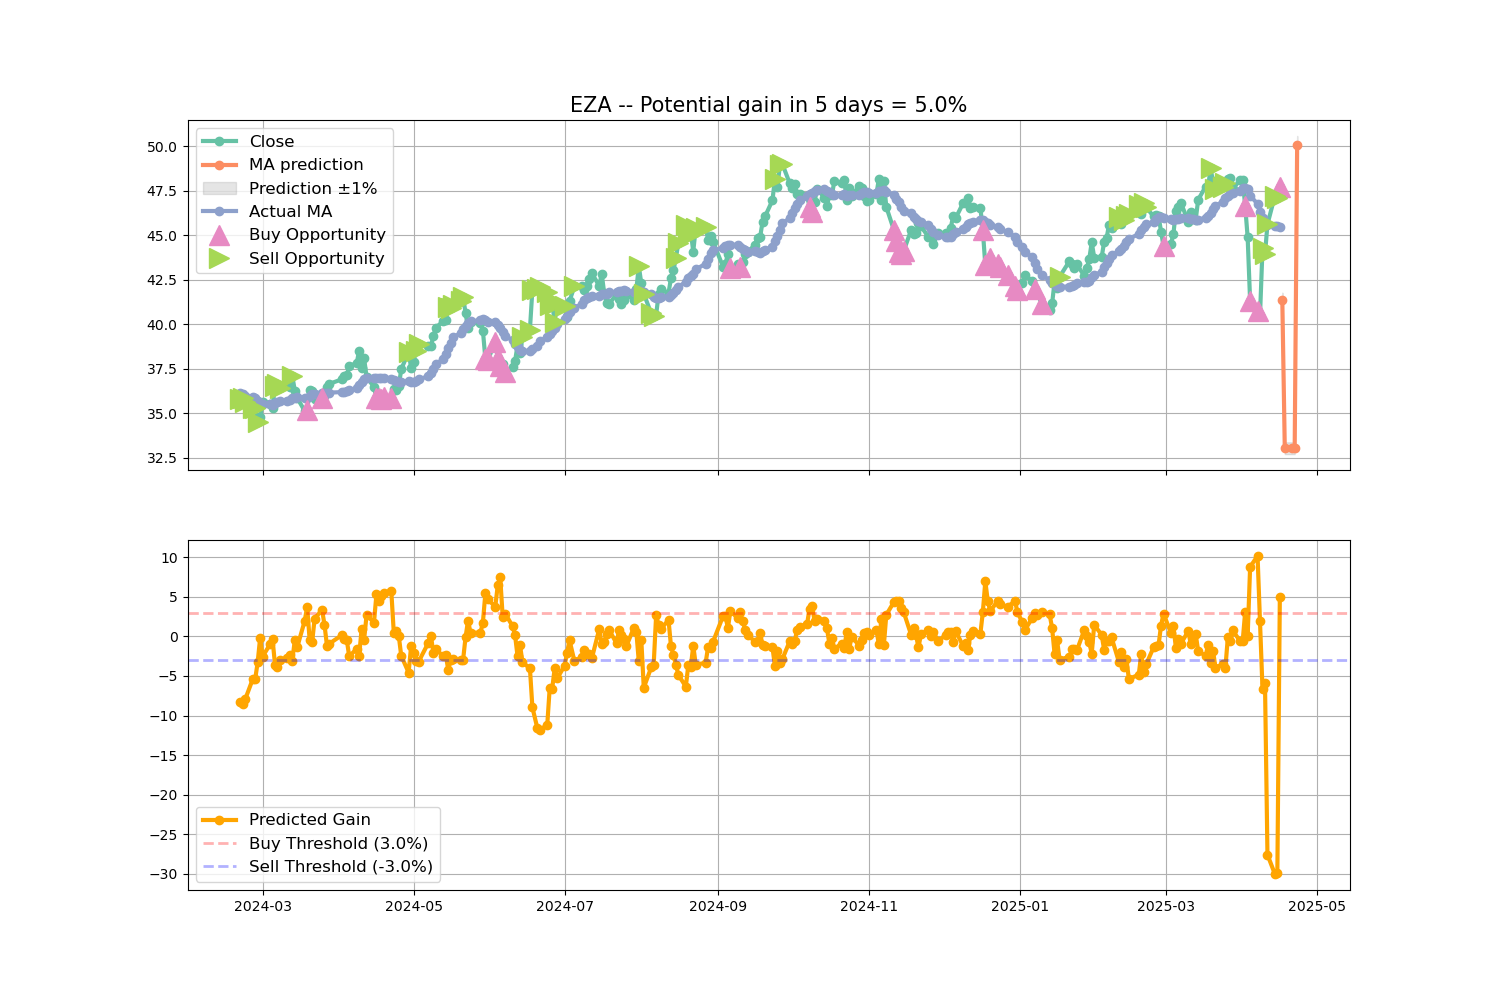 EZA -- Potential gain in 5 days = 5.0%
50.0
47.5
45.0
42.5
40.0
37.5
35.0
32.5
Close
MA prediction
Prediction ±1%
Actual MA
Buy Opportunity
Sell Opportunity
10
5
0
−5
−10
−15
−20
−25
−30
Predicted Gain
Buy Threshold (3.0%)
Sell Threshold (-3.0%)
2024-03 2024-05 2024-07 2024-09 2024-11 2025-01 2025-03 2025-05